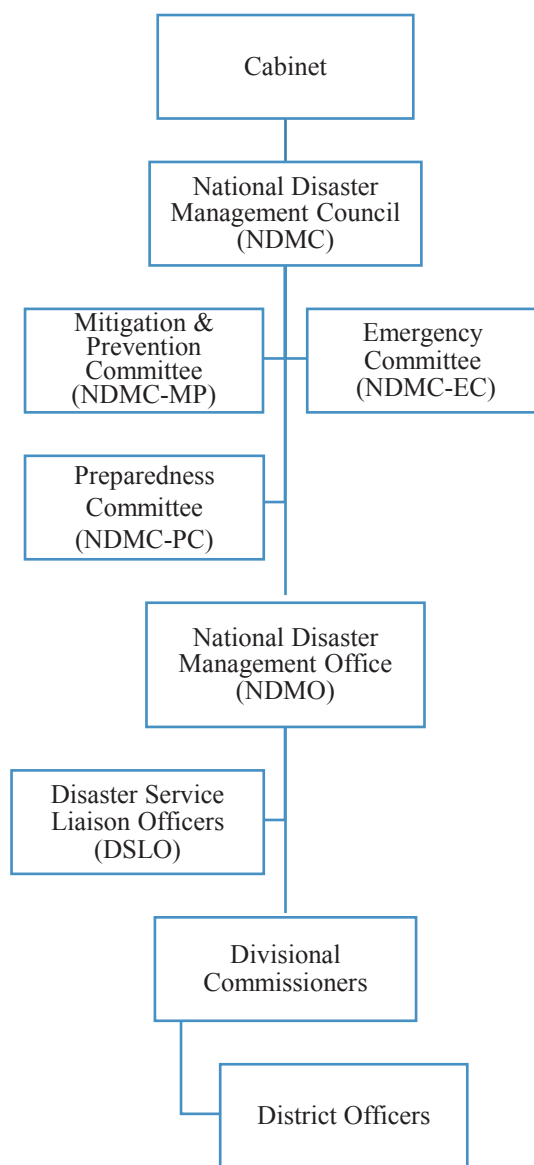 Cabinet
National Disaster
Management Council
(NDMC)
Mitigation &
Prevention
Committee
(NDMC-MP)
Emergency
Committee
(NDMC-EC)
Preparedness
Committee
(NDMC-PC)
National Disaster
Management Office
(NDMO)
Disaster Service
Liaison Officers
(DSLO)
Divisional
Commissioners
District Officers